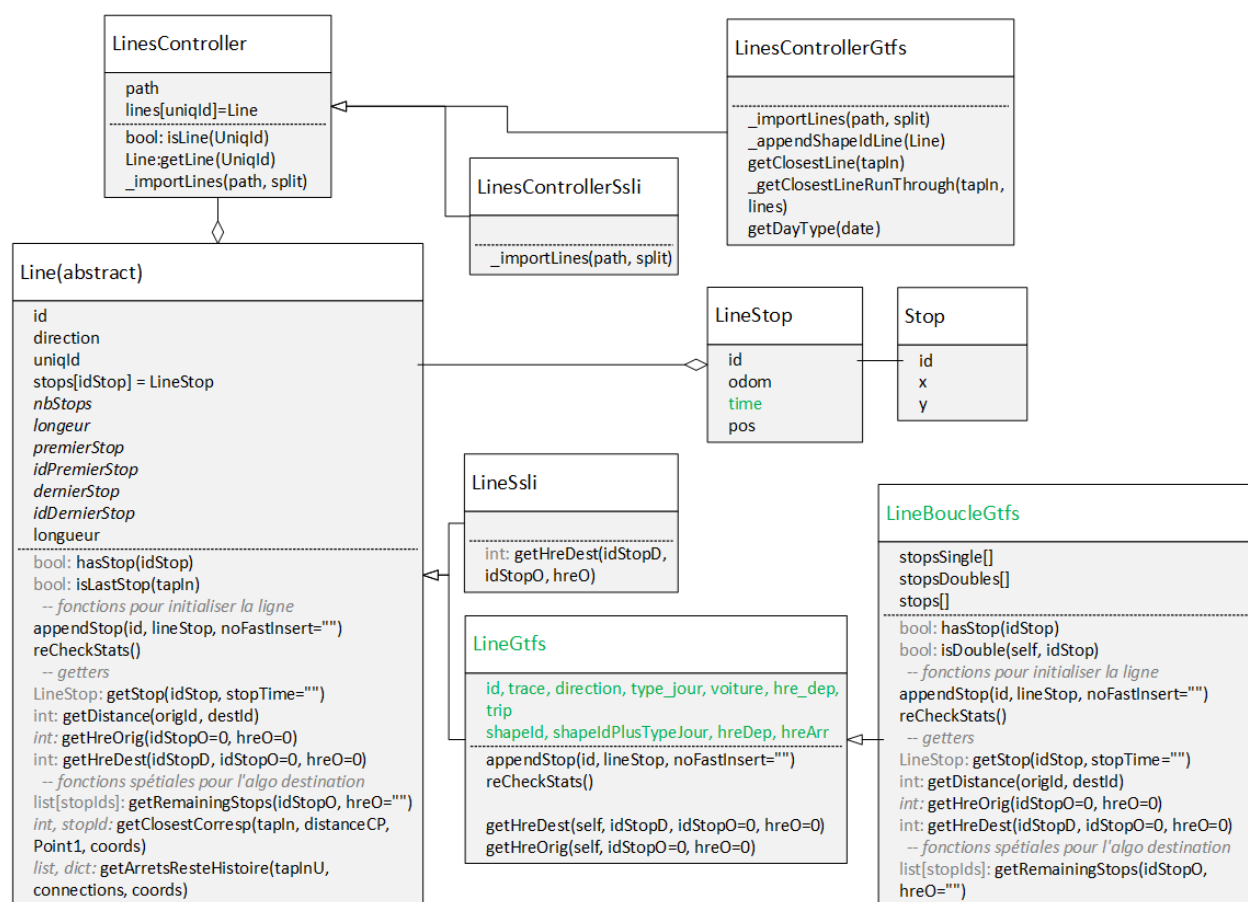 LinesController
path
lines[uniqId]=Line
bool: isLine(UniqId)
Line:getLine(UniqId)
_importLines(path, split)
LinesControllerGtfs
_importLines(path, split)
_appendShapeIdLine(Line)
getClosestLine(tapIn)
_getClosestLineRunThrough(tapIn,
lines)
getDayType(date)
LinesControllerSsli
_importLines(path, split)
Line(abstract)
id
direction
uniqId
stops[idStop] = LineStop
nbStops
longeur
premierStop
idPremierStop
dernierStop
idDernierStop
longueur
bool: hasStop(idStop)
bool: isLastStop(tapIn)
-- fonctions pour initialiser la ligne
appendStop(id, lineStop, noFastInsert="")
reCheckStats()
-- getters
LineStop: getStop(idStop, stopTime="")
int: getDistance(origId, destId)
int: getHreOrig(idStopO=0, hreO=0)
int: getHreDest(idStopD, idStopO=0, hreO=0)
-- fonctions spétiales pour l'algo destination
list[stopIds]: getRemainingStops(idStopO, hreO="")
int, stopId: getClosestCorresp(tapIn, distanceCP,
Point1, coords)
list, dict: getArretsResteHistoire(tapInU,
connections, coords)
LineStop
id
odom
time
pos
Stop
id
x
y
LineSsli
int: getHreDest(idStopD,
idStopO, hreO)
LineGtfs
id, trace, direction, type_jour, voiture, hre_dep,
trip
shapeId, shapeIdPlusTypeJour, hreDep, hreArr
appendStop(id, lineStop, noFastInsert="")
reCheckStats()
getHreDest(self, idStopD, idStopO=0, hreO=0)
getHreOrig(self, idStopO=0, hreO=0)
LineBoucleGtfs
stopsSingle[]
stopsDoubles[]
stops[]
bool: hasStop(idStop)
bool: isDouble(self, idStop)
-- fonctions pour initialiser la ligne
appendStop(id, lineStop, noFastInsert="")
reCheckStats()
-- getters
LineStop: getStop(idStop, stopTime="")
int: getDistance(origId, destId)
int: getHreOrig(idStopO=0, hreO=0)
int: getHreDest(idStopD, idStopO=0, hreO=0)
-- fonctions spétiales pour l'algo destination
list[stopIds]: getRemainingStops(idStopO,
hreO="")